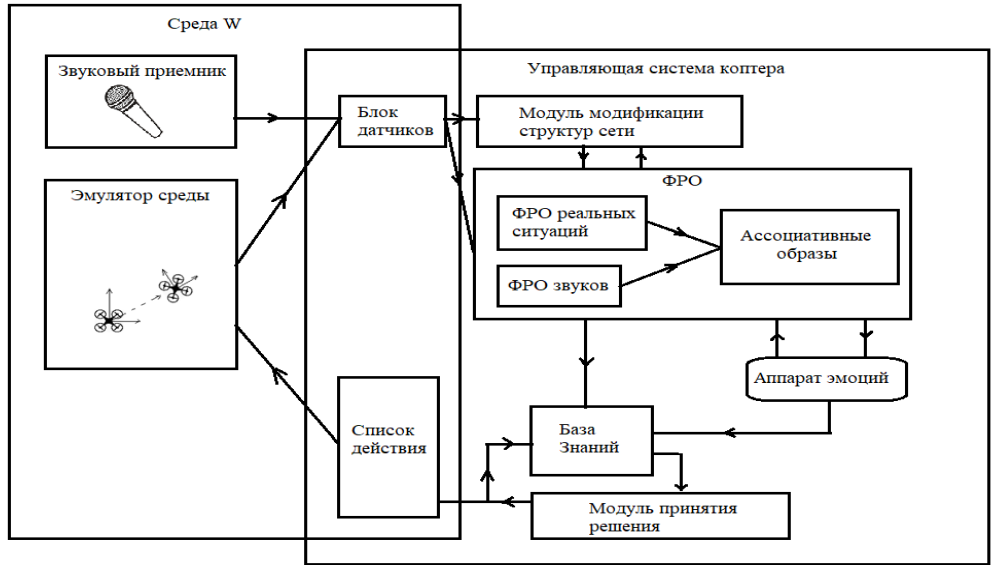 Среда W
Звуковый приемник
Эмулятор среды
Блок
датчиков
Список
действия
Управляющая система коптера
Модуль модификации
структур сети
ФРО
ФРО реальных
ситуаций
ФРО звуков
Ассоциативные
образы
Аппарат эмоций
База
Знаний
Модуль принятия
решения